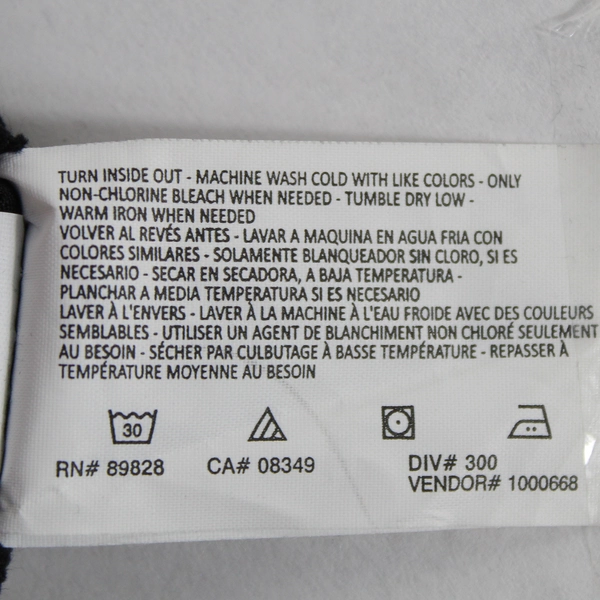 TURN INSIDE OUT - MACHINE WASH COLD WITH LIKE COLORS - ONLY
NON-CHLORINE BLEACH WHEN NEEDED - TUMBLE DRY LOW -
WARM IRON WHEN NEEDED
VOLVER AL REVÉS ANTES - LAVAR A MAQUINA EN AGUA FRIA CON
COLORES SIMILARES - SOLAMENTE BLANQUEADOR SIN CLORO, SI ES
NECESARIO - SECAR EN SECADORA, A BAJA TEMPERATURA -
PLANCHAR A MEDIA TEMPERATURA SI ES NECESARIO
LAVER À L'ENVERS - LAVER À LA MACHINE À L'EAU FROIDE AVEC DES COULEURS
SEMBLABLES - UTILISER UN AGENT DE BLANCHIMENT NON CHLORÉ SEULEMENT
AU BESOIN - SÉCHER PAR CULBUTAGE À BASSE TEMPÉRATURE - REPASSER À
TEMPÉRATURE MOYENNE AU BESOIN
30
RN# 89828 CA# 08349 DIV# 300
VENDOR# 1000668